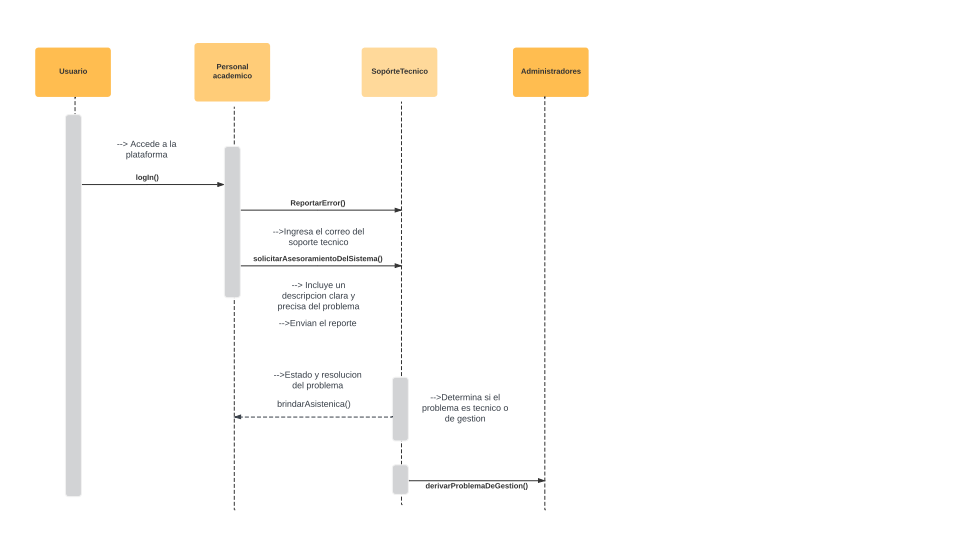 Usuario
Personal
academico
SopórteTecnico
Administradores
--> Accede a la
plataforma
logIn()
ReportarError()
-->Ingresa el correo del
soporte tecnico
solicitarAsesoramientoDelSistema()
--> Incluye un
descripcion clara y
precisa del problema
-->Envian el reporte
-->Estado y resolucion
del problema
brindarAsistenica()
-->Determina si el
problema es tecnico o
de gestion
derivarProblemaDeGestion()